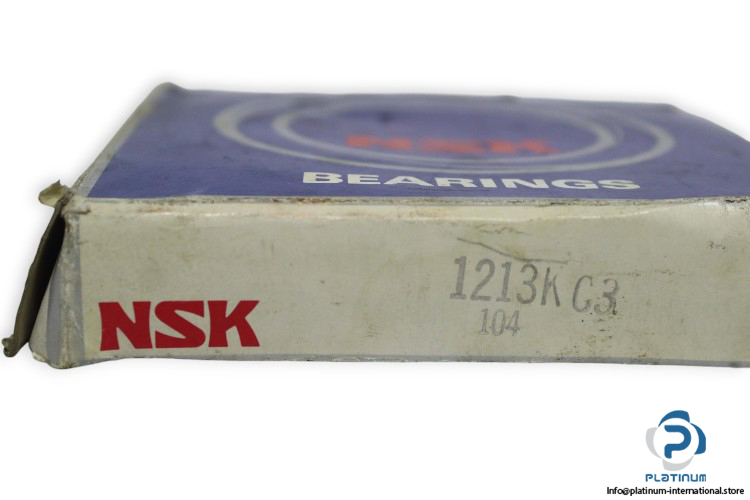 NSK
BEARINGS
NSK
1213K C3
104
PLATINUM
Info@platinum-international.store